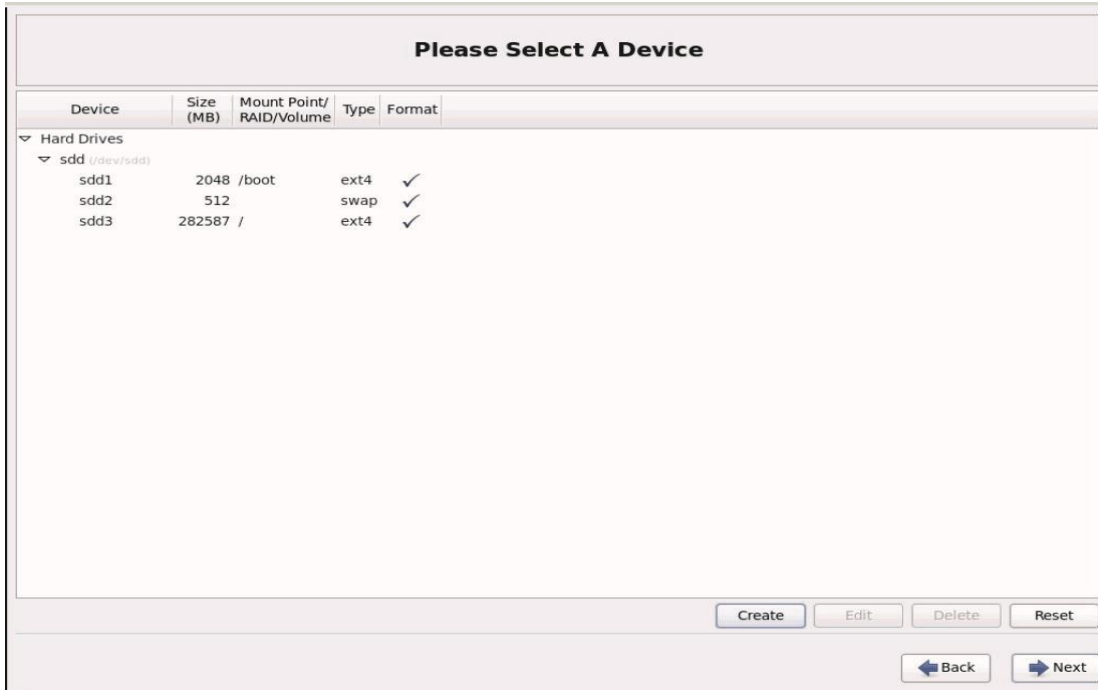 Please Select A Device
Device Size (MB) Mount Point/ RAID/Volume Type Format
Hard Drives
sdd (/dev/sdd)
sdd1 2048 /boot ext4
sdd2 512 swap
sdd3 282587 / ext4
Create Edit Delete Reset
Back Next